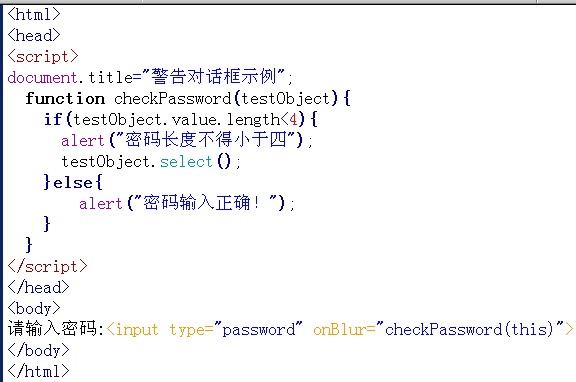 <html>
<head>
<script>
document.title="警告对话框示例";
function checkPassword(testObject){
if(testObject.value.length<4){
alert("密码长度不得小于四");
testObject.select();
}else{
alert("密码输入正确！");
}
}
</script>
</head>
<body>
请输入密码:<input type="password" onBlur="checkPassword(this)">
</body>
</html>